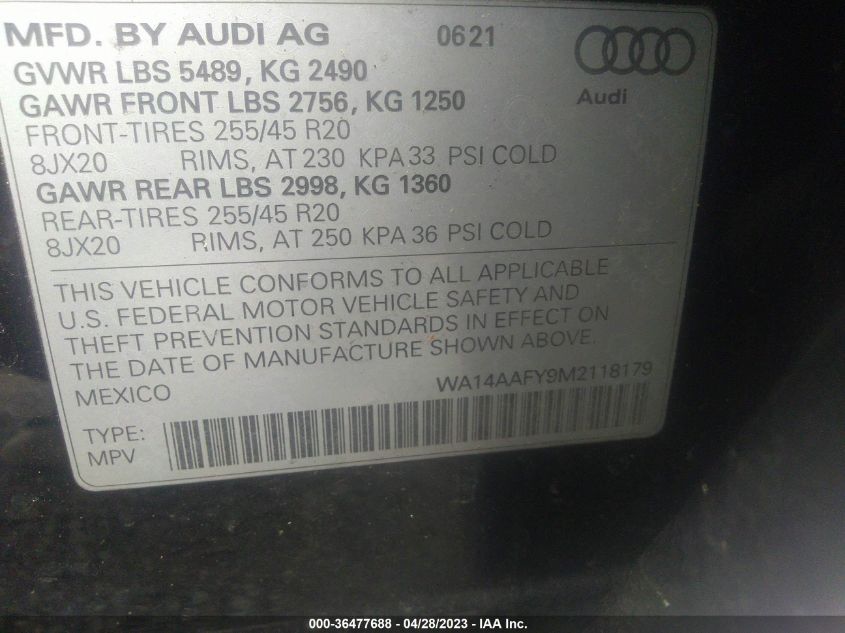 MFD. BY AUDI AG 0621
GVWR LBS 5489, KG 2490
Audi
GAWR FRONT LBS 2756, KG 1250
FRONT-TIRES 255/45 R20
8JX20 RIMS, AT 230 KPA 33 PSI COLD
GAWR REAR LBS 2998, KG 1360
REAR-TIRES 255/45 R20
8JX20 RIMS, AT 250 KPA 36 PSI COLD
THIS VEHICLE CONFORMS TO ALL APPLICABLE
U.S. FEDERAL MOTOR VEHICLE SAFETY AND
THEFT PREVENTION STANDARDS IN EFFECT ON
THE DATE OF MANUFACTURE SHOWN ABOVE.
MEXICO WA14AAFY9M2118179
TYPE:
MPV
000-36477688 - 04/28/2023 - IAA Inc.